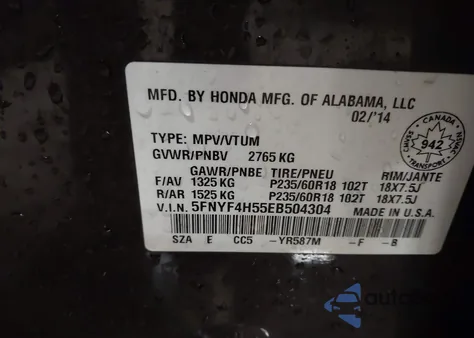 MFD. BY HONDA MFG. OF ALABAMA, LLC
02/'14
TYPE: MPV/VTUM
GVWR/PNBV 2765 KG
GAWR/PNBE TIRE/PNEU RIM/JANTE
F/AV 1325 KG P235/60R18 102T 18X7.5J
R/AR 1525 KG P235/60R18 102T 18X7.5J
V.I.N. 5FNYF4H55EB504304 MADE IN U.S.A.
SZA E CC5 -YR587M -F -B
CANADA
942
TRANSPORT